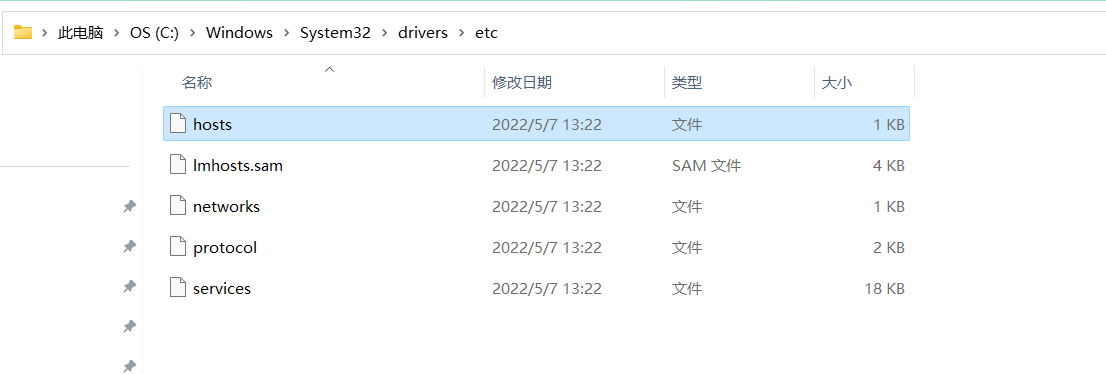 此电脑 > OS (C:) > Windows > System32 > drivers > etc
名称 修改日期 类型 大小
hosts 2022/5/7 13:22 文件 1 KB
lmhosts.sam 2022/5/7 13:22 SAM 文件 4 KB
networks 2022/5/7 13:22 文件 1 KB
protocol 2022/5/7 13:22 文件 2 KB
services 2022/5/7 13:22 文件 18 KB